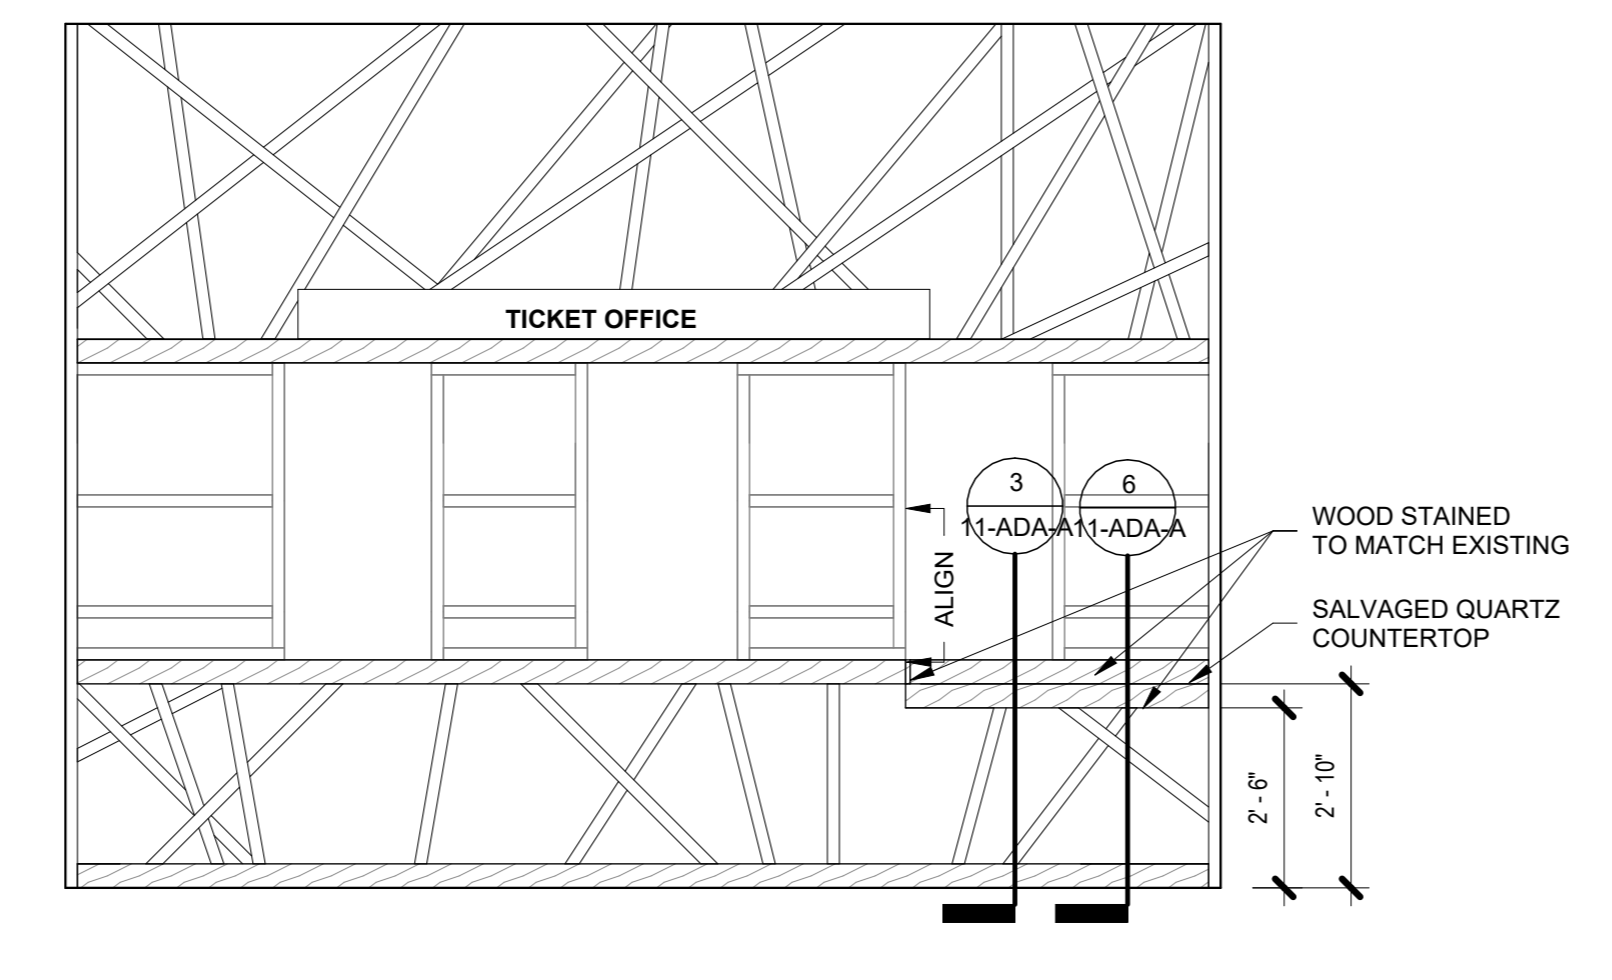 TICKET OFFICE
3
11-ADA-A
6
11-ADA-A
ALIGN
WOOD STAINED
TO MATCH EXISTING
SALVAGED QUARTZ
COUNTERTOP
2' - 6"
2' - 10"